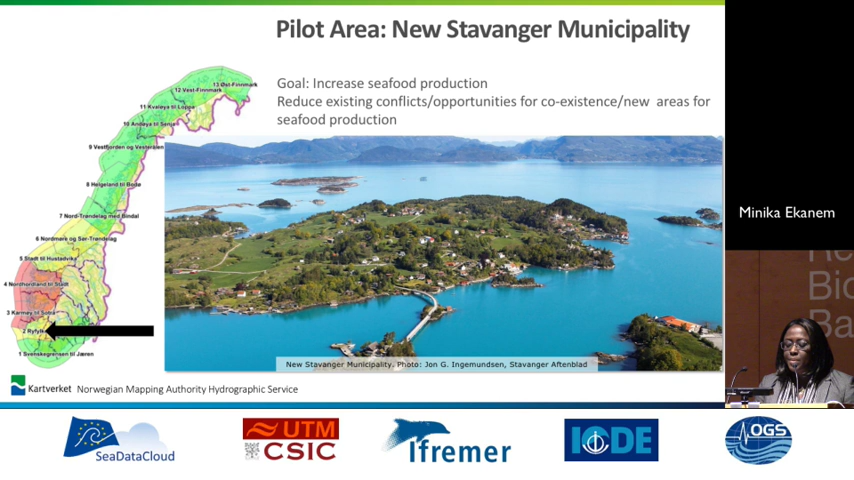 Pilot Area: New Stavanger Municipality
Goal: Increase seafood production
Reduce existing conflicts/opportunities for co-existence/new areas for
seafood production
13 Øst-Finnmark
12 Vest-Finnmark
11 Kvaløya til Loppa
10 Andøya til Senja
9 Vestfjorden og Vesterålen
8 Helgeland til Bodø
7 Nord-Trøndelag med Bindal
6 Nordmøre og Sør-Trøndelag
5 Stadt til Hustadvika
4 Nordhordland til Stadt
3 Karmøy til Sotra
2 Ryfylke
1 Svenskegrensen til Jæren
New Stavanger Municipality. Photo: Jon G. Ingemundsen, Stavanger Aftenblad
Kartverket Norwegian Mapping Authority Hydrographic Service
Minika Ekanem
Bio
Ba
SeaDataCloud
UTM
CSIC
Ifremer
IODE
OGS